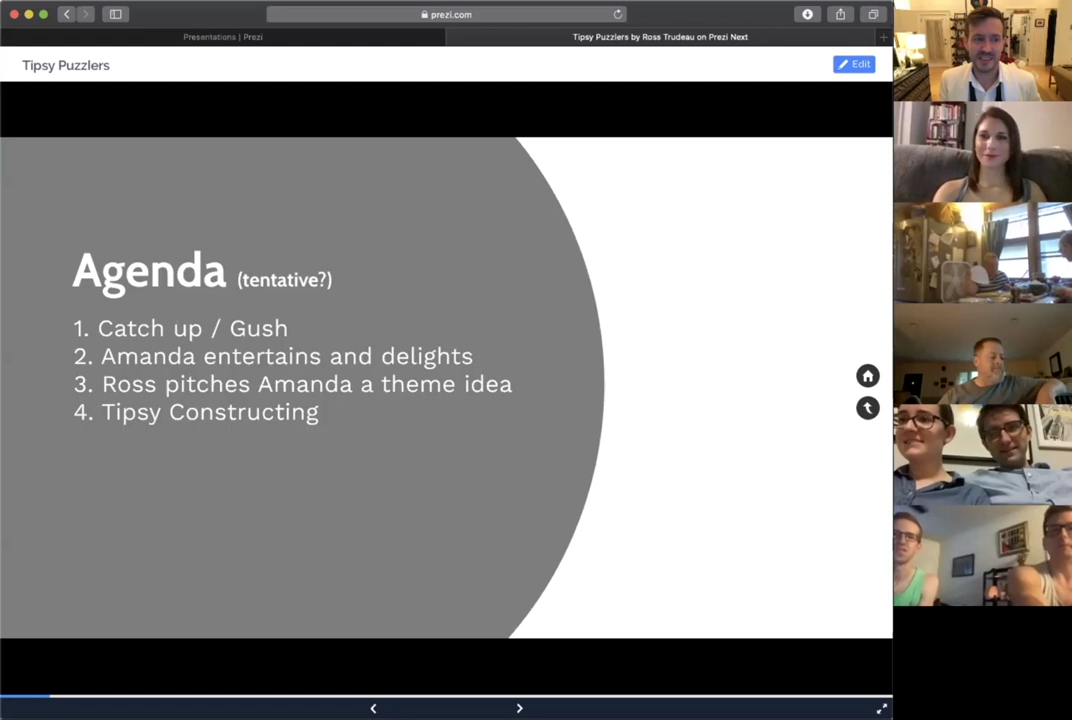 prezi.com
Presentations | Prezi
Tipsy Puzzlers by Ross Trudeau on Prezi Next
Tipsy Puzzlers
Edit
Agenda (tentative?)
1. Catch up / Gush
2. Amanda entertains and delights
3. Ross pitches Amanda a theme idea
4. Tipsy Constructing